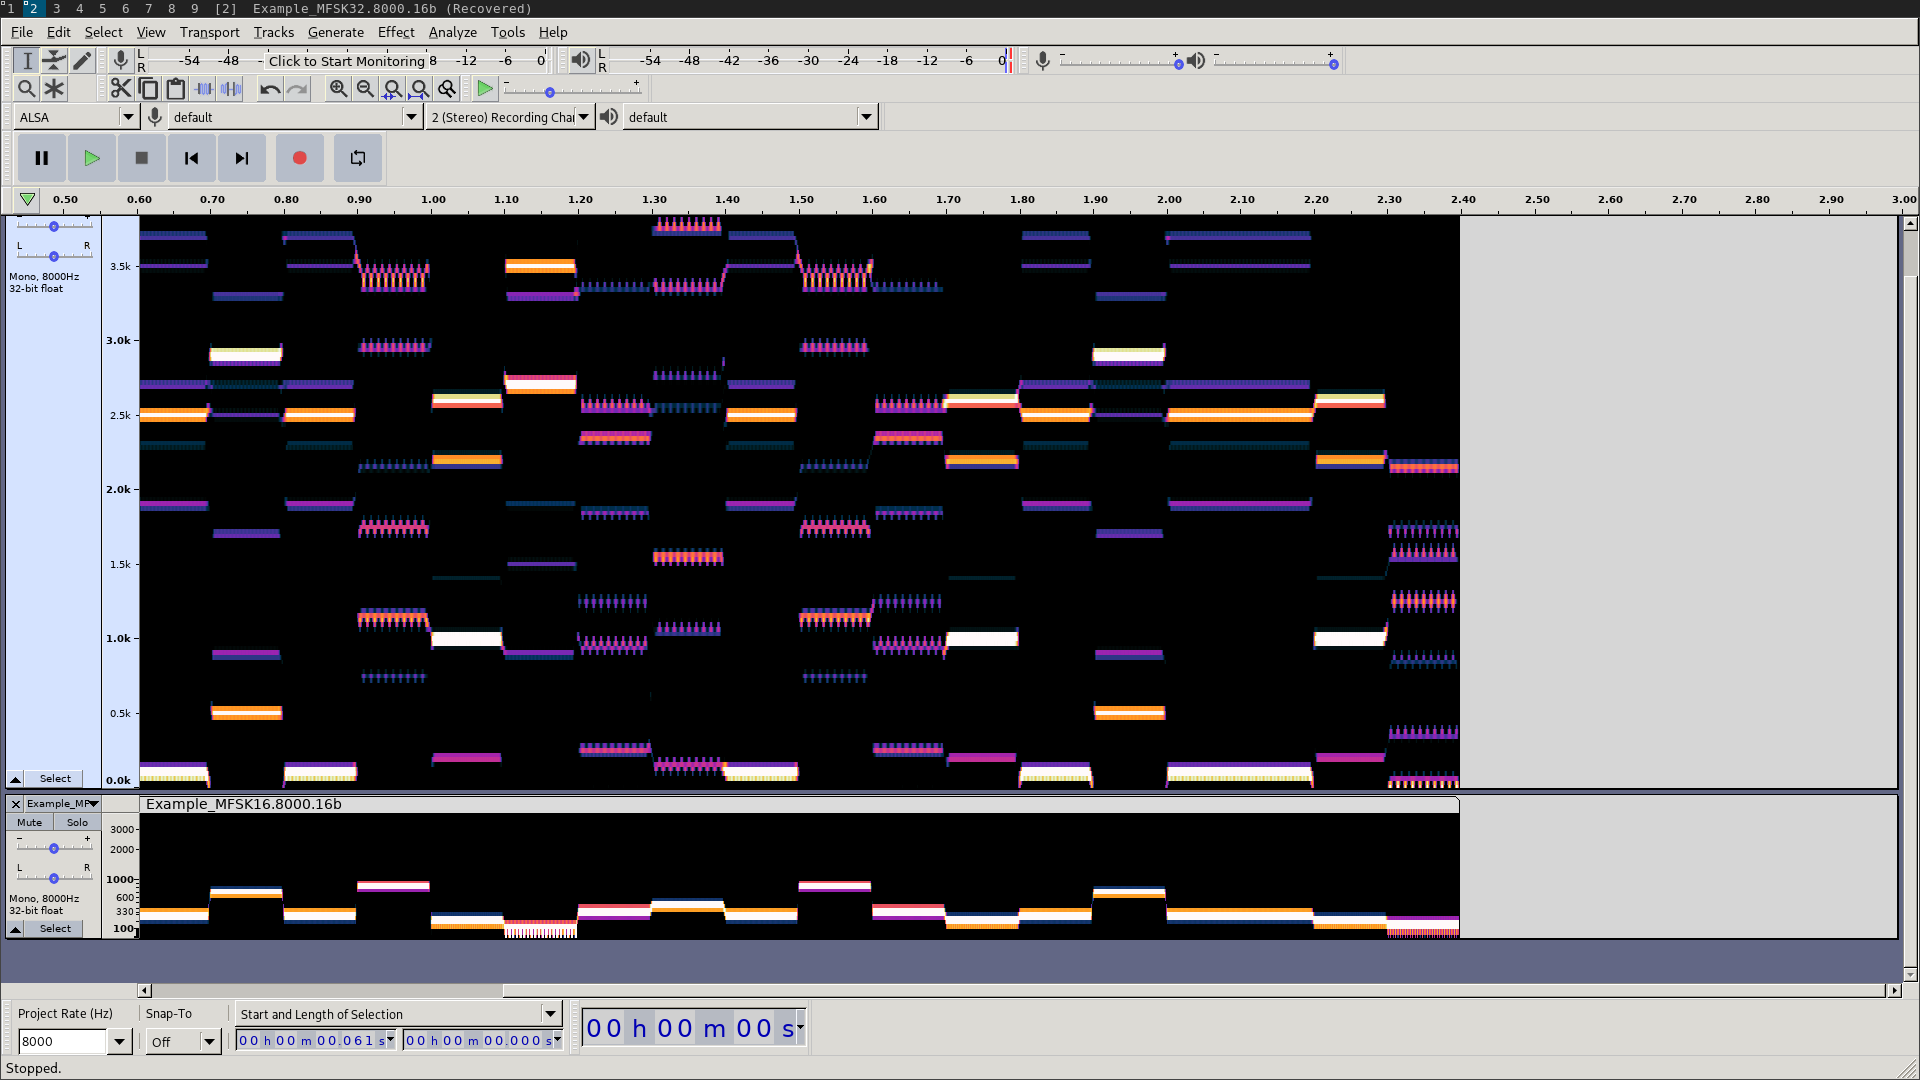 1 2 3 4 5 6 7 8 9 [2] Example_MFSK32.8000.16b (Recovered)
File Edit Select View Transport Tracks Generate Effect Analyze Tools Help
L
R
-54 -48 Click to Start Monitoring 8 -12 -6 0
L
R
-54 -48 -42 -36 -30 -24 -18 -12 -6 0
- +
- +
- +
ALSA default 2 (Stereo) Recording Chai default
0.50 0.60 0.70 0.80 0.90 1.00 1.10 1.20 1.30 1.40 1.50 1.60 1.70 1.80 1.90 2.00 2.10 2.20 2.30 2.40 2.50 2.60 2.70 2.80 2.90 3.00
L R
Mono, 8000Hz
32-bit float
3.5k
3.0k
2.5k
2.0k
1.5k
1.0k
0.5k
0.0k
Select
Example_MF Example_MFSK16.8000.16b
Mute Solo
- +
L R
Mono, 8000Hz
32-bit float
Select
3000
2000
1000
600
330
100
Project Rate (Hz) Snap-To Start and Length of Selection
8000 Off 00 h 00 m 00.061 s 00 h 00 m 00.000 s 00 h 00 m 00 s
Stopped.